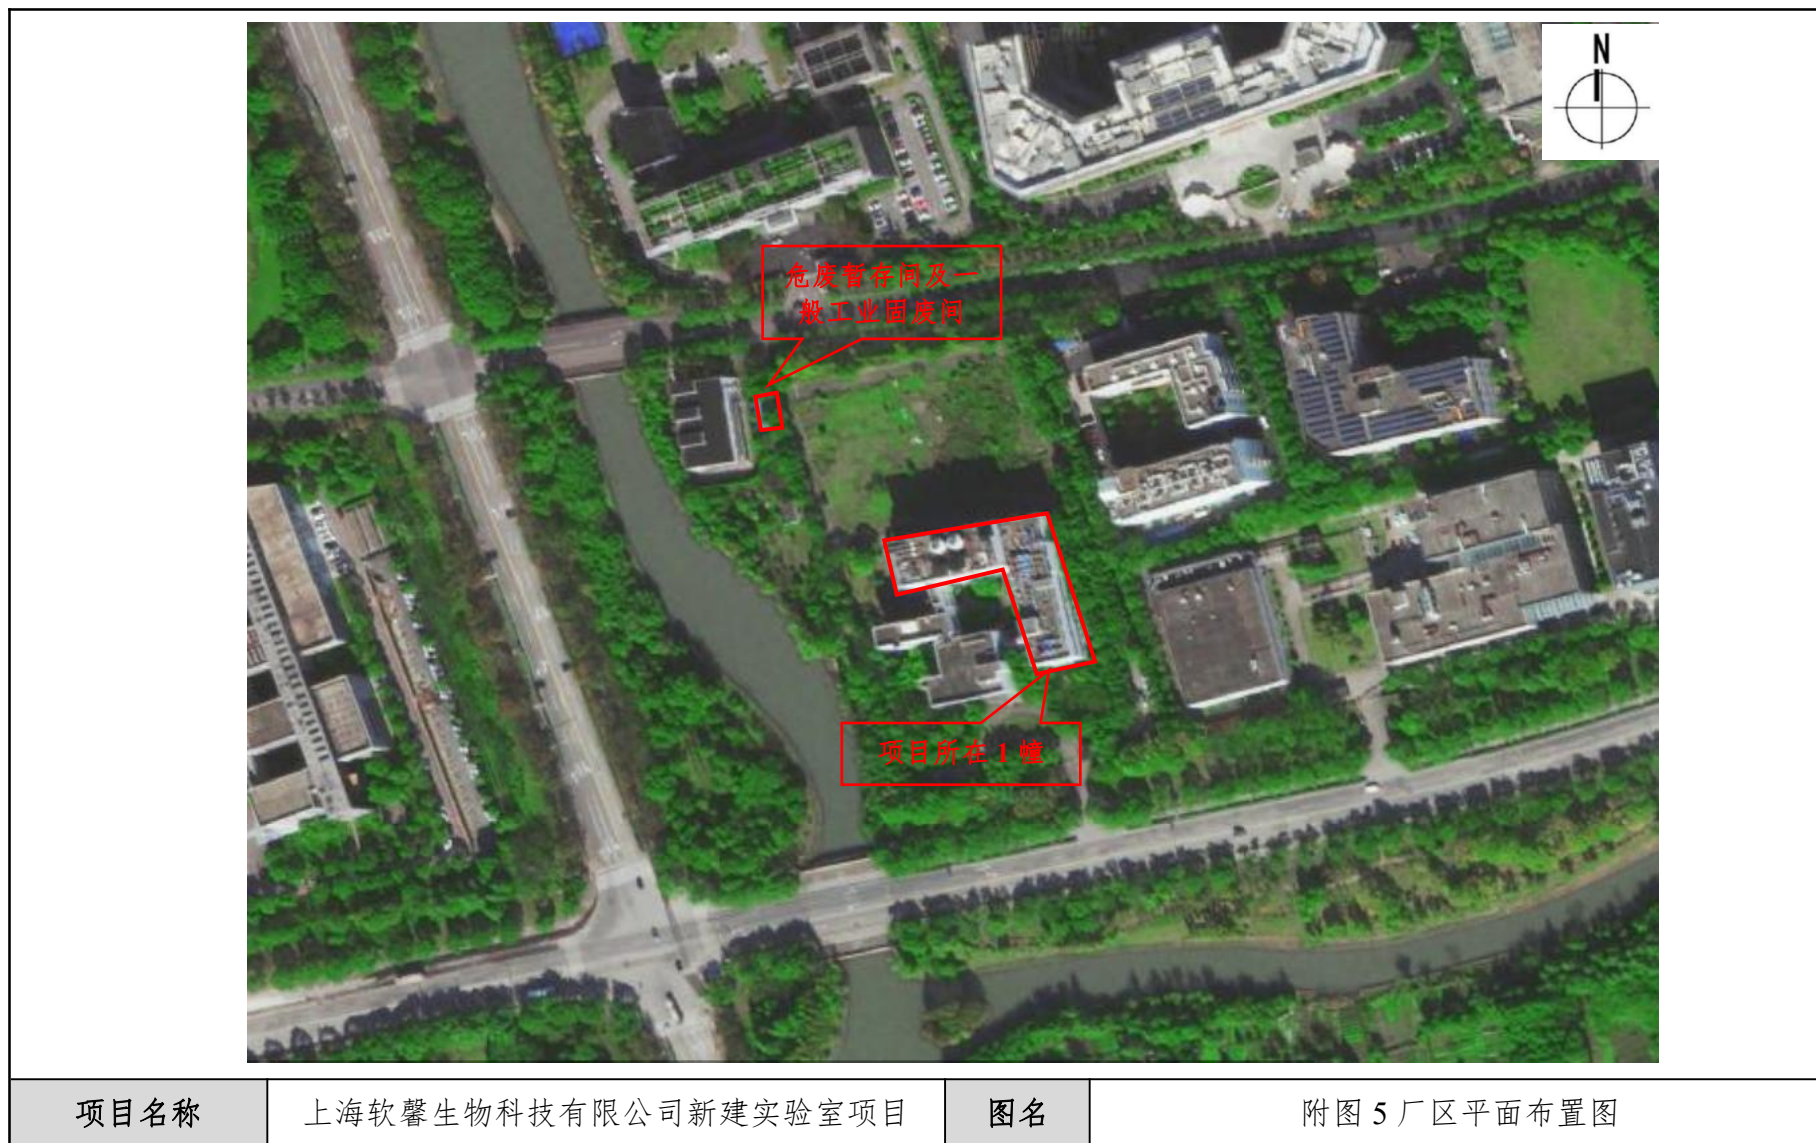 N
危废暂存间及一
般工业固废间
项目所在 1 幢
项目名称
上海软馨生物科技有限公司新建实验室项目
图名
附图 5 厂区平面布置图